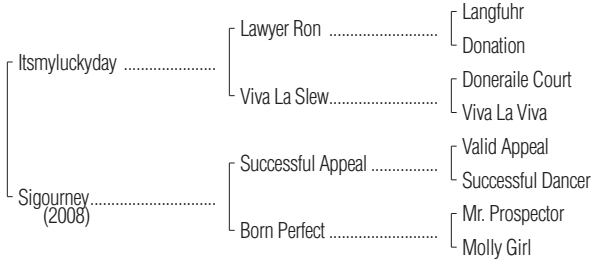 Langfuhr
Lawyer Ron ........................
Donation
Itsmyluckyday ....................
Doneraile Court
Viva La Slew........................
Viva La Viva
Valid Appeal
Successful Appeal ...............
Successful Dancer
Sigourney...........................
(2008)
Mr. Prospector
Born Perfect ........................
Molly Girl